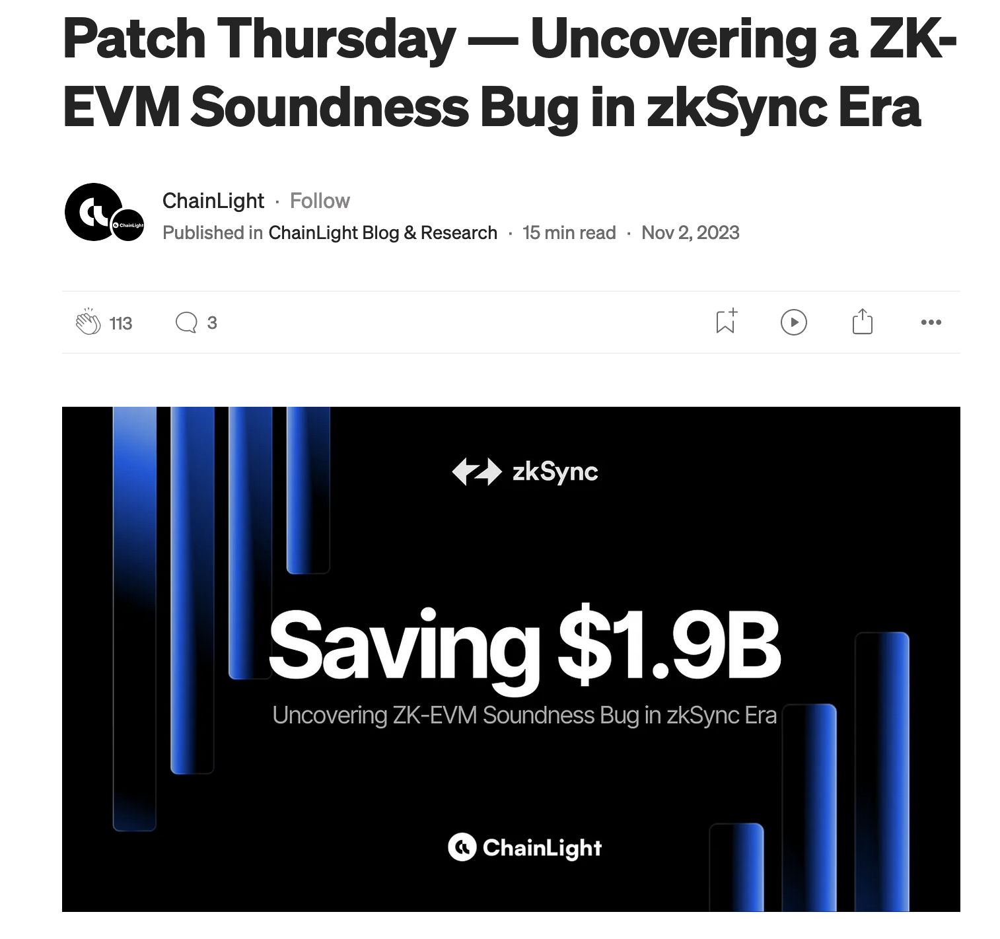 Patch Thursday — Uncovering a ZK-
EVM Soundness Bug in zkSync Era
ChainLight · Follow
ChainLight
Published in ChainLight Blog & Research · 15 min read · Nov 2, 2023
113
3
zkSync
Saving $1.9B
Uncovering ZK-EVM Soundness Bug in zkSync Era
ChainLight